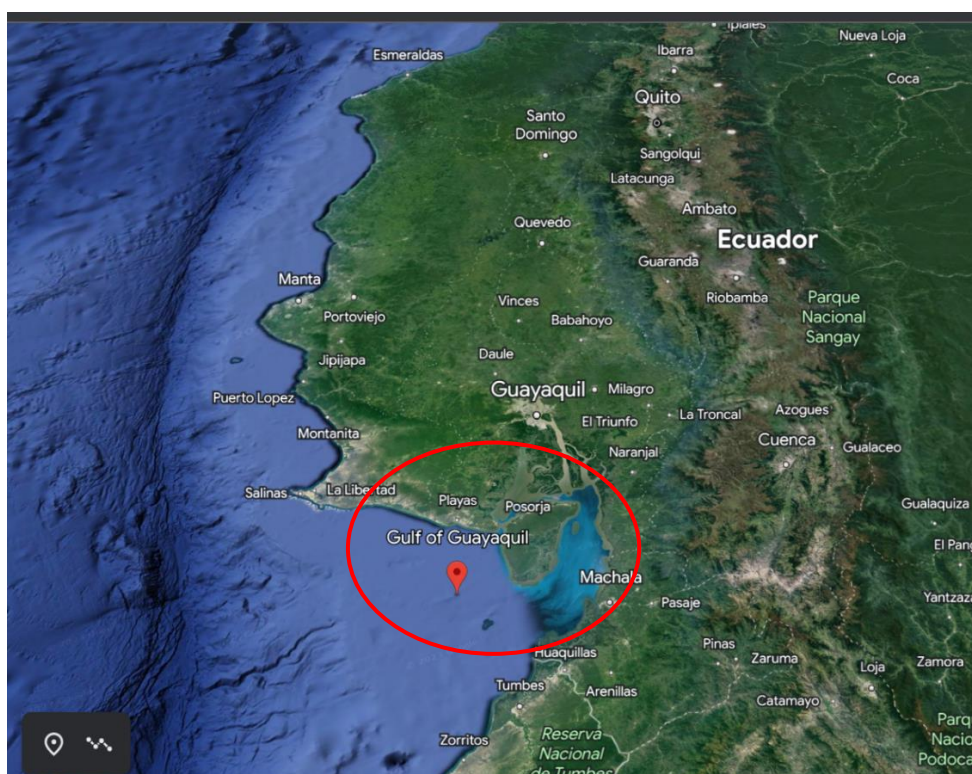 Ipiales
Nueva Loja
Esmeraldas
Ibarra
Coca
Quito
Santo
Domingo
Sangolqui
Latacunga
Ambato
Quevedo
Ecuador
Guaranda
Manta
Riobamba
Parque
Nacional
Sangay
Vinces
Portoviejo
Babahoyo
Daule
Jipijapa
Guayaquil
Milagro
Puerto Lopez
La Troncal
Azogues
El Triunfo
Montanita
Cuenca
Gualaceo
Naranjal
La Libertad
Salinas
Playas
Posorja
Gualaquiza
Gulf of Guayaquil
El Pang
Machala
Pasaje
Yantzaza
Pinas
Huaquillas
Zaruma
Loja
Zamora
Tumbes
Arenillas
Catamayo
Parq
Nacio
Podoca
Zorritos
Reserva
Nacional
de Tumbes